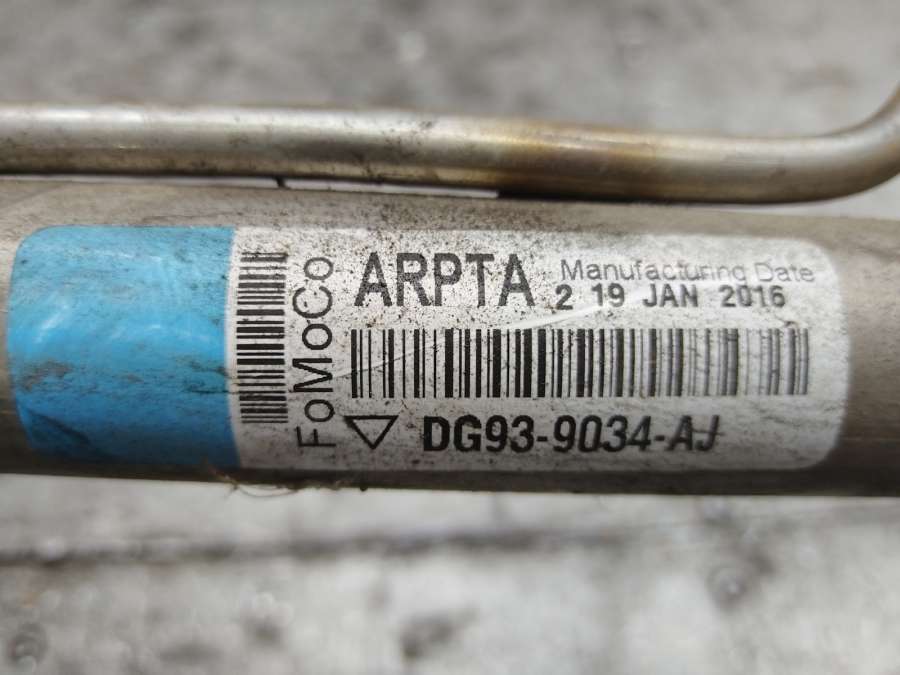 FoMoCo
ARPTA
Manufacturing Date
2 19 JAN 2016
DG93-9034-AJ